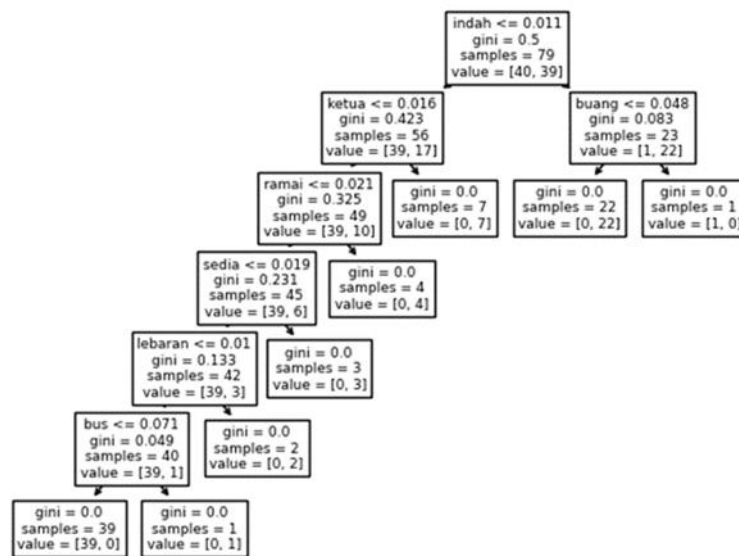 indah <= 0.011
gini = 0.5
samples = 79
value = [40, 39]
ketua <= 0.016
gini = 0.423
samples = 56
value = [39, 17]
buang <= 0.048
gini = 0.083
samples = 23
value = [1, 22]
ramai <= 0.021
gini = 0.325
samples = 49
value = [39, 10]
gini = 0.0
samples = 7
value = [0, 7]
gini = 0.0
samples = 22
value = [0, 22]
gini = 0.0
samples = 1
value = [1, 0]
sedia <= 0.019
gini = 0.231
samples = 45
value = [39, 6]
gini = 0.0
samples = 4
value = [0, 4]
lebaran <= 0.01
gini = 0.133
samples = 42
value = [39, 3]
gini = 0.0
samples = 3
value = [0, 3]
bus <= 0.071
gini = 0.049
samples = 40
value = [39, 1]
gini = 0.0
samples = 2
value = [0, 2]
gini = 0.0
samples = 39
value = [39, 0]
gini = 0.0
samples = 1
value = [0, 1]